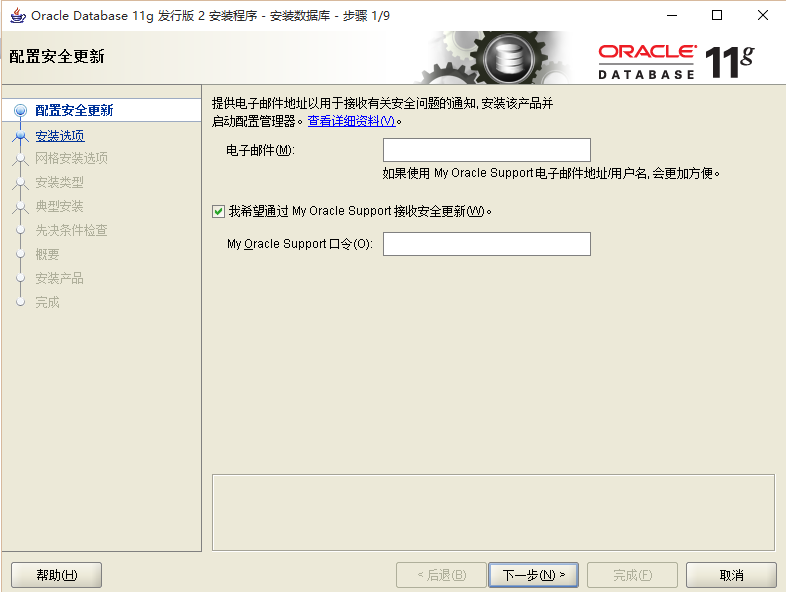 Oracle Database 11g 发行版 2 安装程序 - 安装数据库 - 步骤 1/9
配置安全更新
ORACLE
DATABASE
11g
配置安全更新
安装选项
网格安装选项
安装类型
典型安装
先决条件检查
概要
安装产品
完成
提供电子邮件地址以用于接收有关安全问题的通知, 安装该产品并
启动配置管理器。查看详细资料(V)。
电子邮件(M):
如果使用 My Oracle Support 电子邮件地址/用户名, 会更加方便。
我希望通过 My Oracle Support 接收安全更新(W)。
My Oracle Support 口令(O):
帮助(H)
< 后退(B)
下一步(N) >
完成(F)
取消